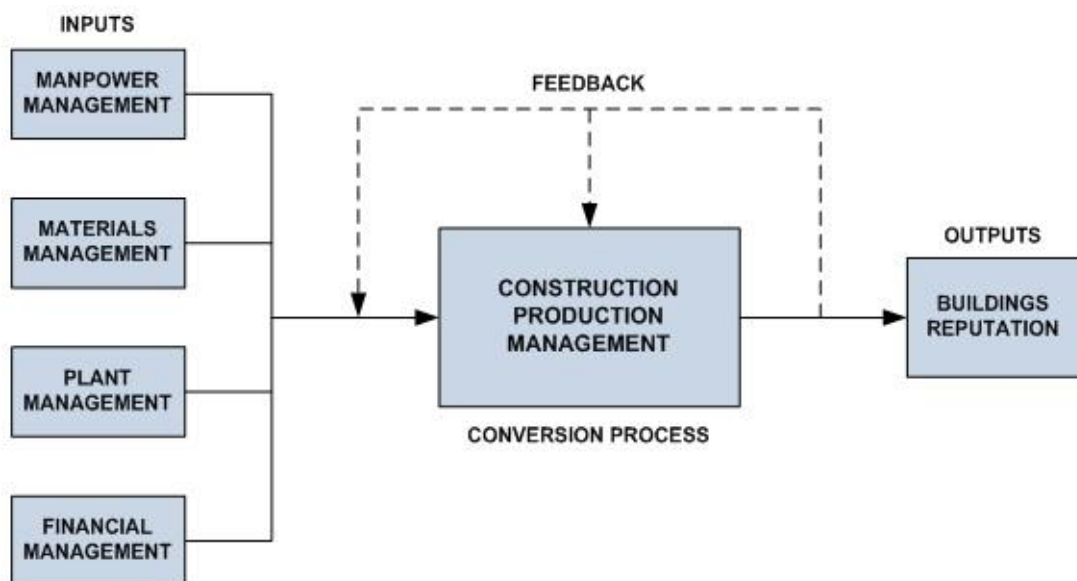 INPUTS
MANPOWER
MANAGEMENT
MATERIALS
MANAGEMENT
PLANT
MANAGEMENT
FINANCIAL
MANAGEMENT
FEEDBACK
CONSTRUCTION
PRODUCTION
MANAGEMENT
CONVERSION PROCESS
OUTPUTS
BUILDINGS
REPUTATION